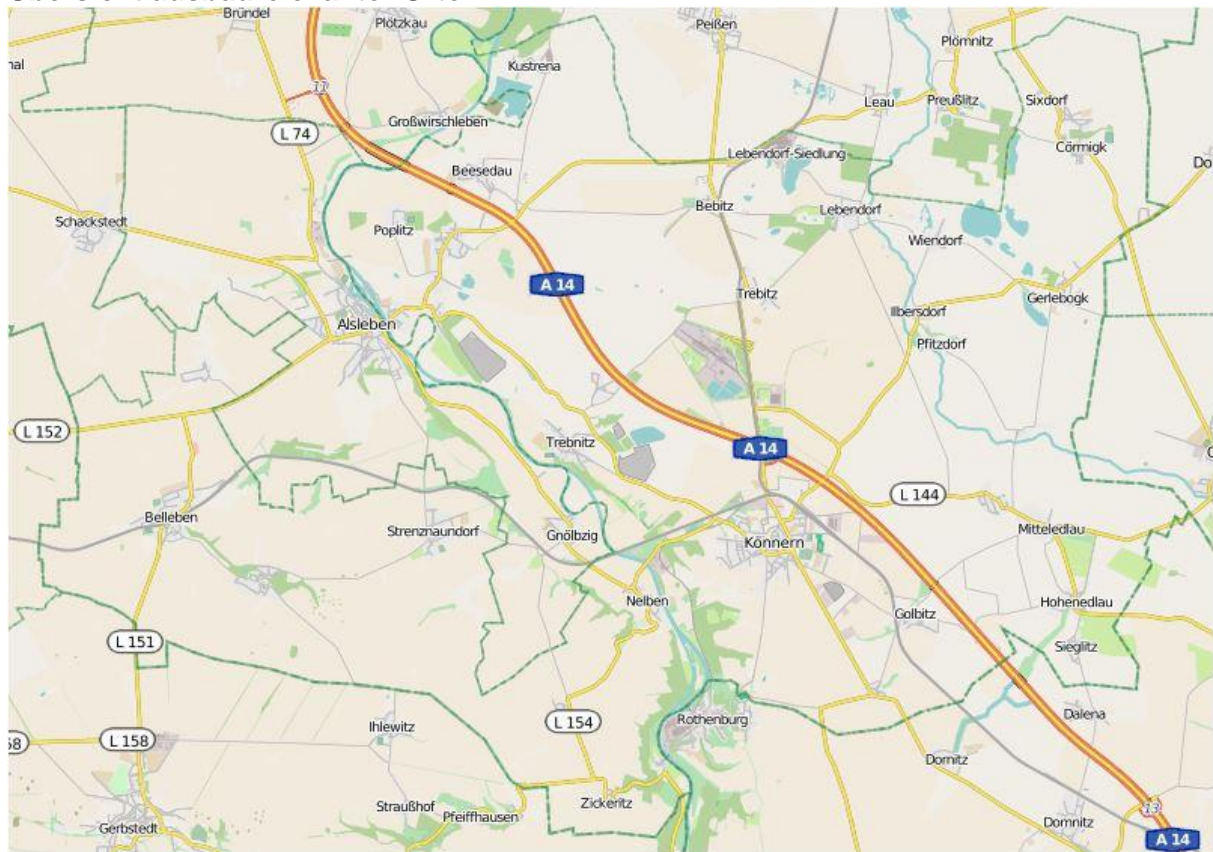 Bründel
Plötzkau
Peißen
Plömnitz
Kustrena
11
Leau
Preußlitz
Sixdorf
Großwirschleben
L 74
Cörmigk
Lebendorf-Siedlung
Beesedau
Bebitz
Lebendorf
Schackstedt
Poplitz
Wiendorf
A 14
Trebitz
Gerlebogk
Ilbersdorf
Alsleben
Pfitzdorf
L 152
Trebnitz
A 14
L 144
Belleben
Strenznaundorf
Gnölbzig
Könnern
Mitteledlau
Nelben
Golbitz
Hohenedlau
L 151
Sieglitz
L 154
Rothenburg
Ihlewitz
Dalena
L 158
Dornitz
Straußhof
Pfeiffhausen
Zickeritz
13
Gerbstedt
Domnitz
A 14